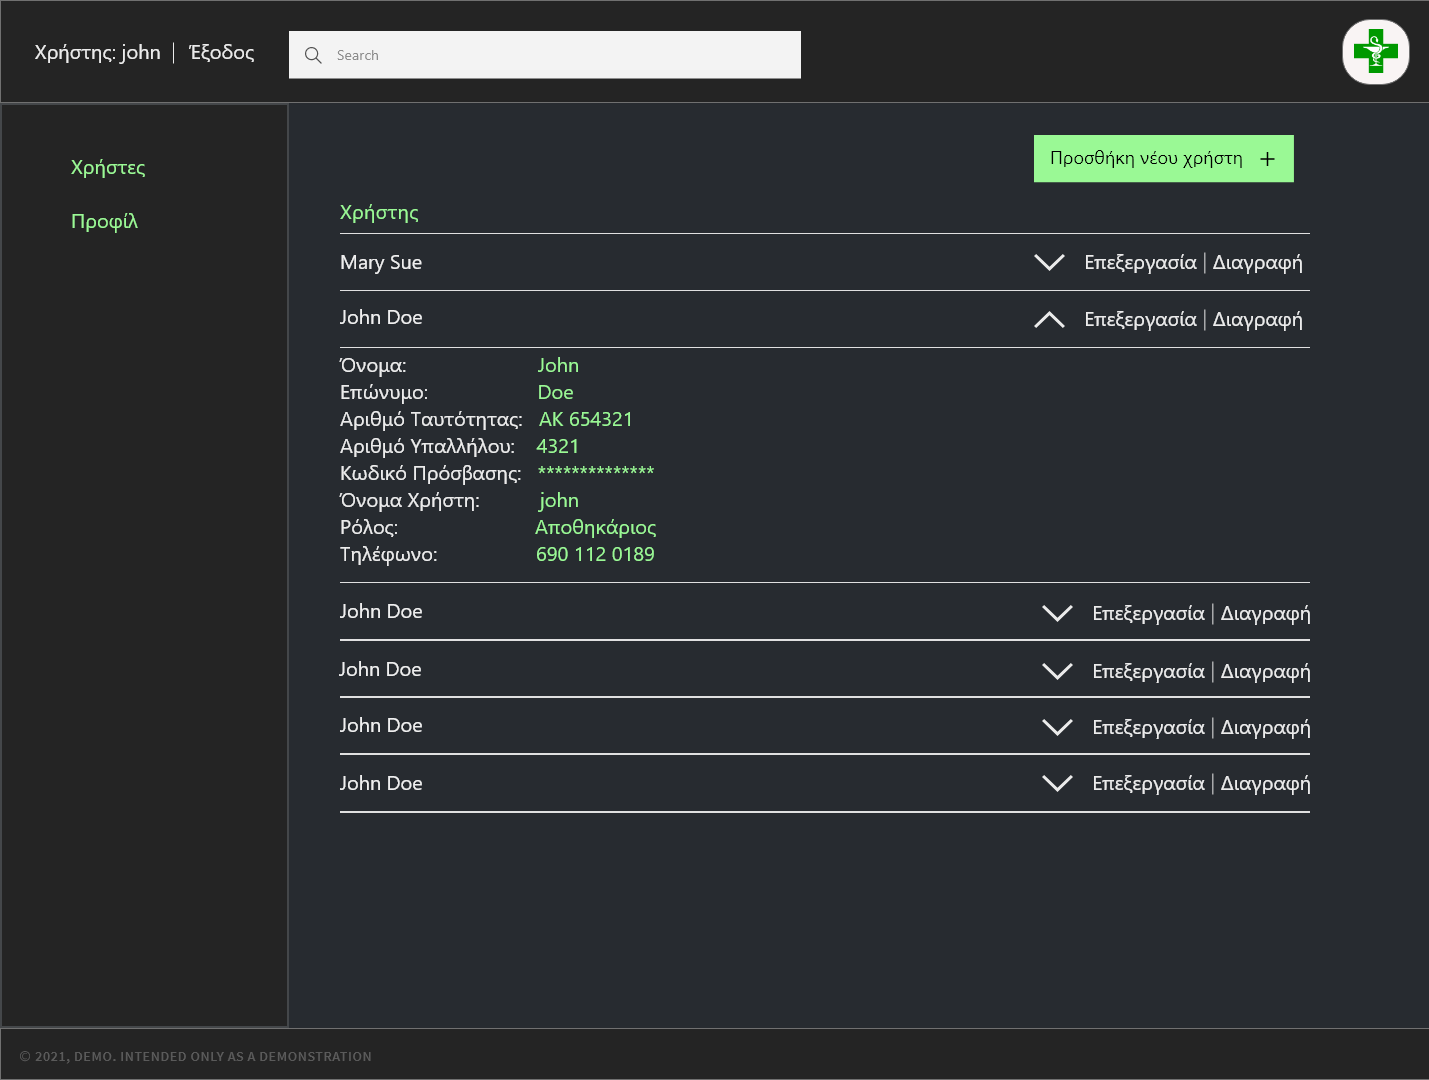 Χρήστης: john | Έξοδος
Search
Χρήστες
Προφίλ
Προσθήκη νέου χρήστη +
Χρήστης
Mary Sue Επεξεργασία | Διαγραφή
John Doe Επεξεργασία | Διαγραφή
Όνομα: John
Επώνυμο: Doe
Αριθμό Ταυτότητας: AK 654321
Αριθμό Υπαλλήλου: 4321
Κωδικό Πρόσβασης: **************
Όνομα Χρήστη: john
Ρόλος: Αποθηκάριος
Τηλέφωνο: 690 112 0189
John Doe Επεξεργασία | Διαγραφή
John Doe Επεξεργασία | Διαγραφή
John Doe Επεξεργασία | Διαγραφή
John Doe Επεξεργασία | Διαγραφή
© 2021, DEMO. INTENDED ONLY AS A DEMONSTRATION